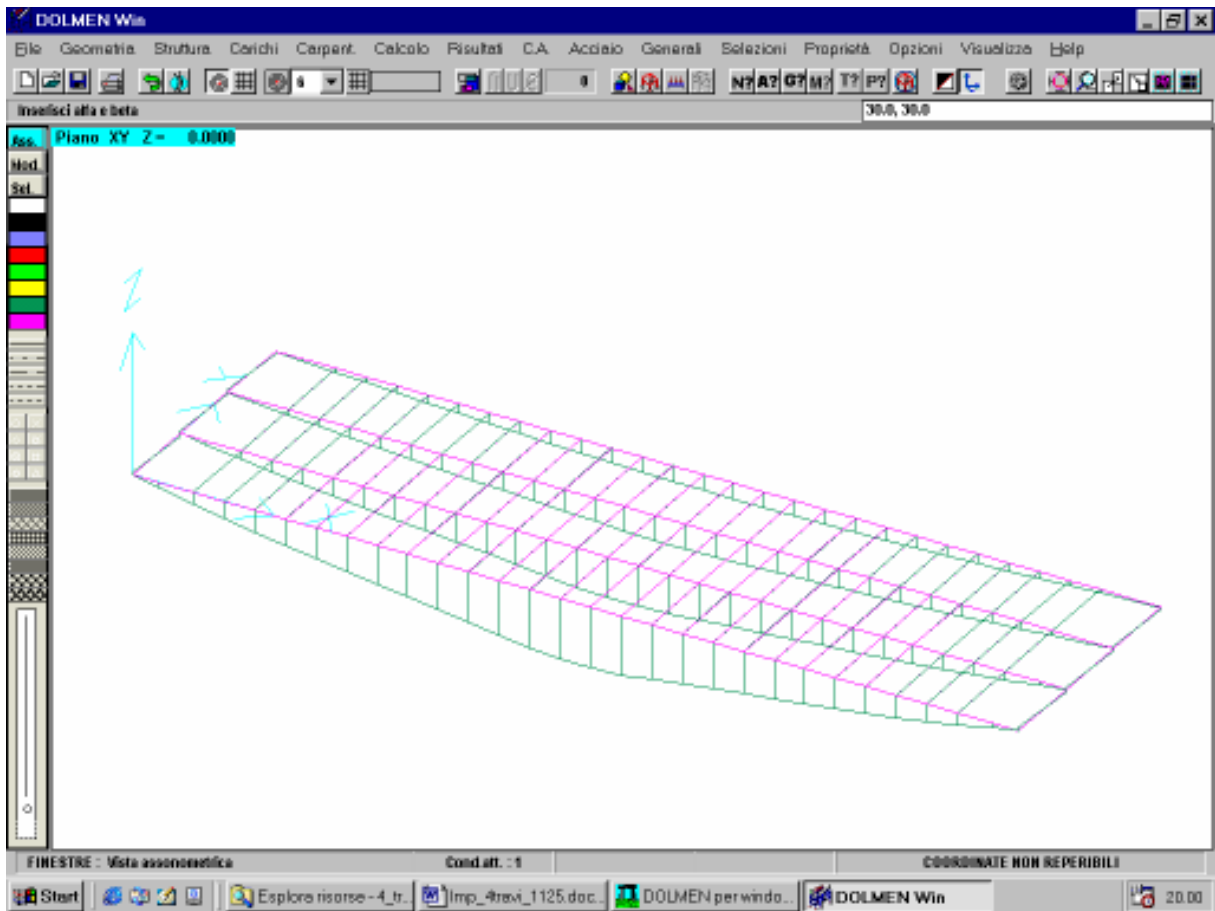 DOLMEN Win
File Geometria Struttura Carichi Carpent. Calcolo Risultati C.A. Acciaio Generali Selezioni Proprietà Opzioni Visualizza Help
6 0 N? A? G? M? T? P?
Inserisci alfa e beta 30.0, 30.0
Ass. Piano XY Z= 0.0000
Mod.
Sel.
Z
FINESTRE : Vista assonometrica Cond.att. :1 COORDINATE NON REPERIBILI
Start Esplora risorse - 4_tr... Imp_4travi_1125.doc... DOLMEN per windo... DOLMEN Win 20.00